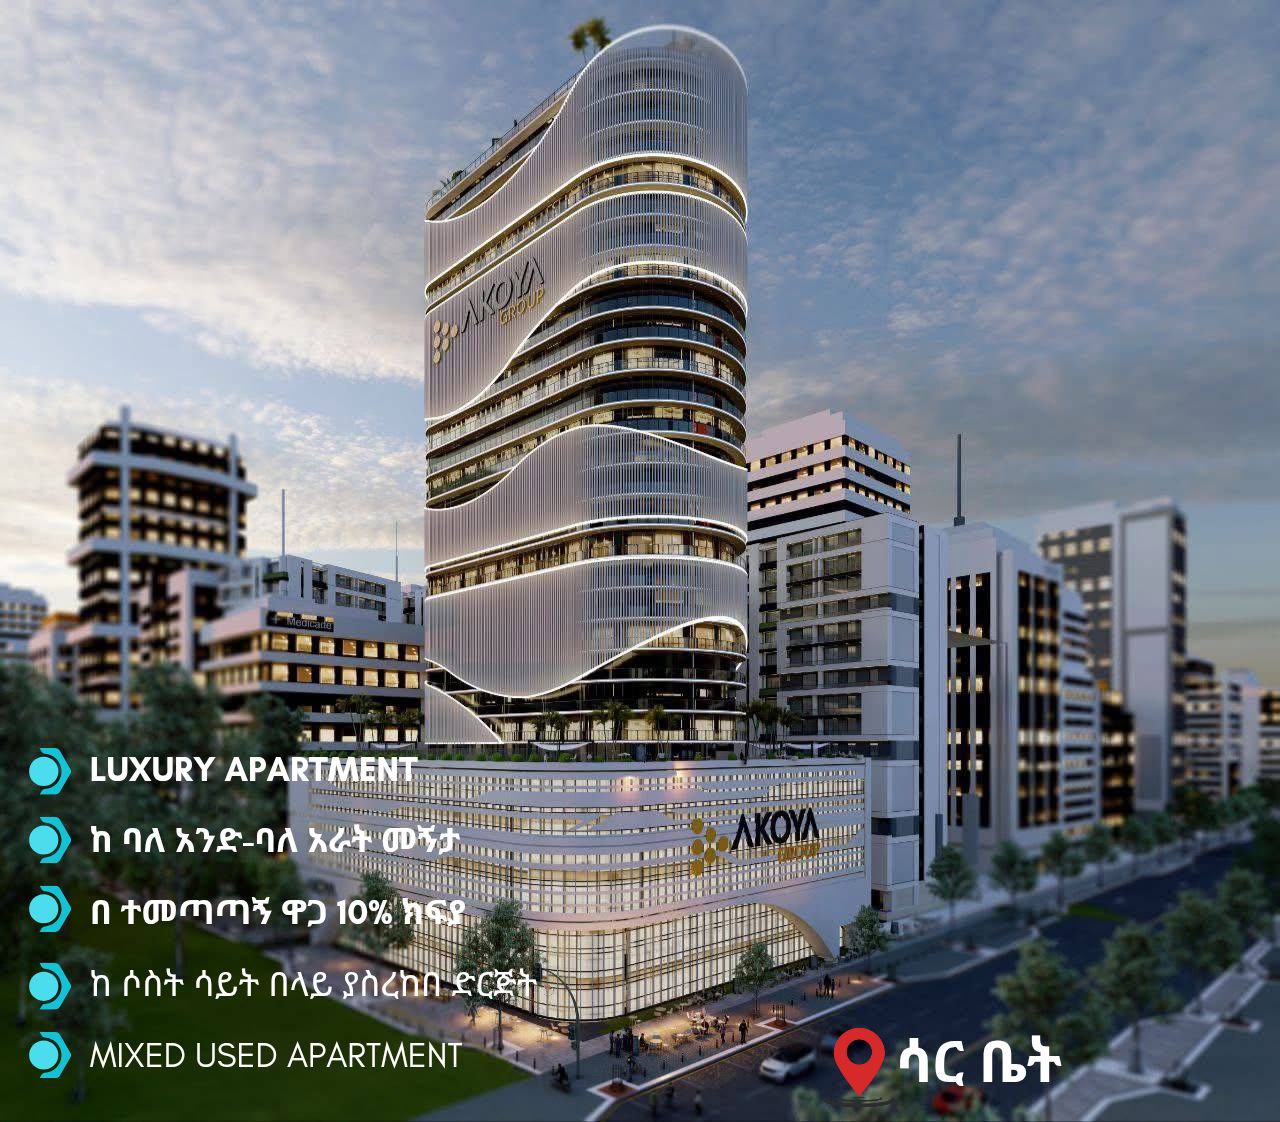 AKOYA
GROUP
Medicade
AKOYA
GROUP
LUXURY APARTMENT
ከ ባለ አንድ-ባለ አራት መኝታ
በ ተመጣጣኝ ዋጋ 10% ክፍያ
ከ ሶስት ሳይት በላይ ያስረከበ ድርጅት
MIXED USED APARTMENT
ሳር ቤት